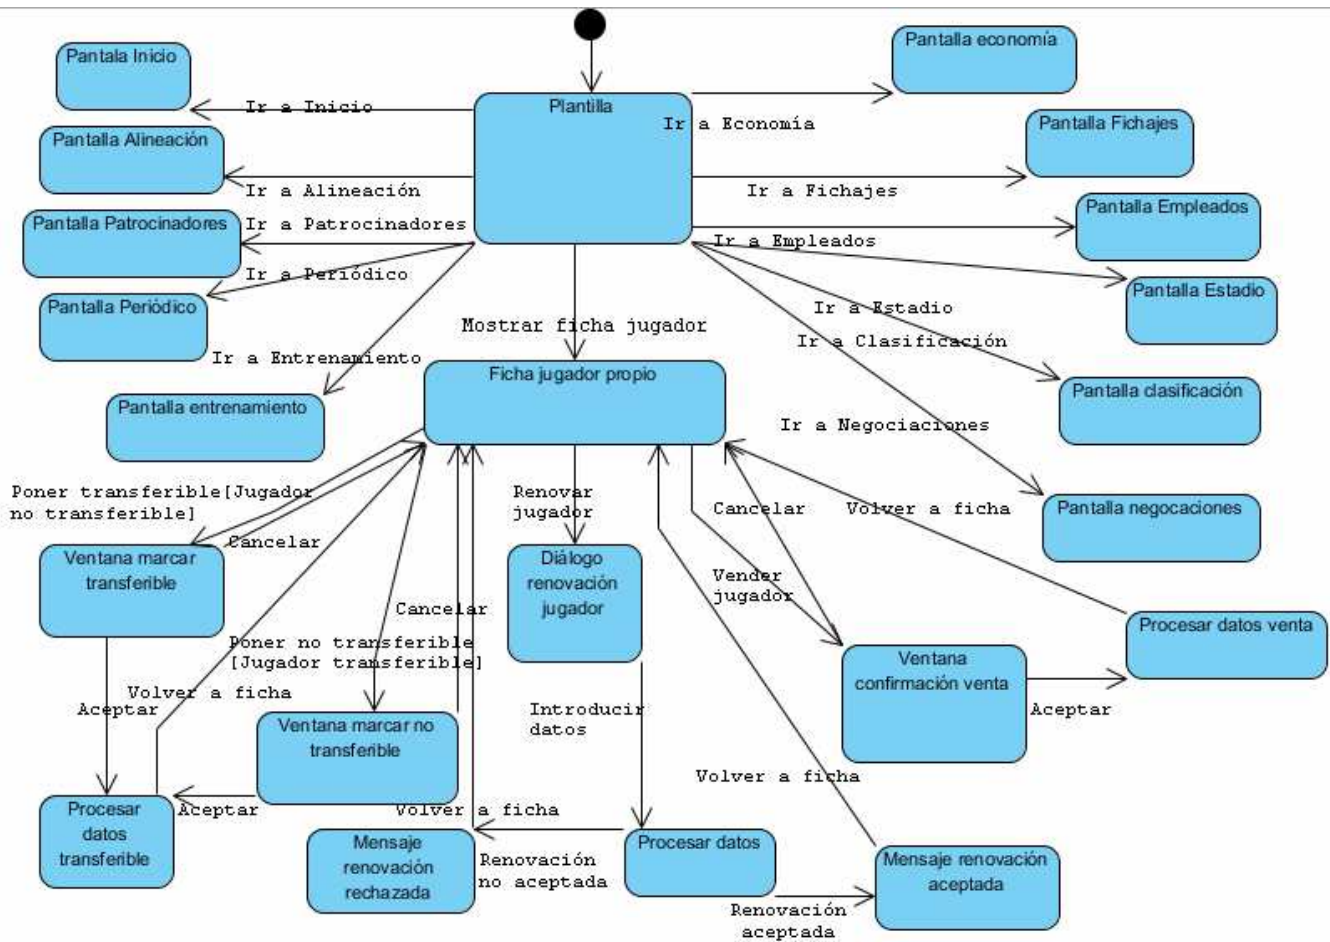 Pantala Inicio
Pantalla economía
Plantilla
Ir a Inicio
Ir a Economía
Pantalla Fichajes
Pantalla Alineación
Ir a Alineación
Ir a Fichajes
Pantalla Patrocinadores
Ir a Patrocinadores
Pantalla Empleados
Ir a Empleados
Ir a Periódico
Pantalla Periódico
Pantalla Estadio
Ir a Estadio
Mostrar ficha jugador
Ir a Clasificación
Ir a Entrenamiento
Ficha jugador propio
Pantalla clasificación
Pantalla entrenamiento
Ir a Negociaciones
Poner transferible[Jugador
no transferible]
Renovar
jugador
Cancelar
Volver a ficha
Pantalla negocaciones
Cancelar
Ventana marcar
transferible
Diálogo
renovación
jugador
Vender
jugador
Cancelar
Procesar datos venta
Poner no transferible
[Jugador transferible]
Ventana
confirmación venta
Volver a ficha
Aceptar
Introducir
datos
Aceptar
Ventana marcar no
transferible
Volver a ficha
Procesar
datos
transferible
Aceptar
Volver a ficha
Mensaje
renovación
rechazada
Renovación
no aceptada
Procesar datos
Mensaje renovación
aceptada
Renovación
aceptada